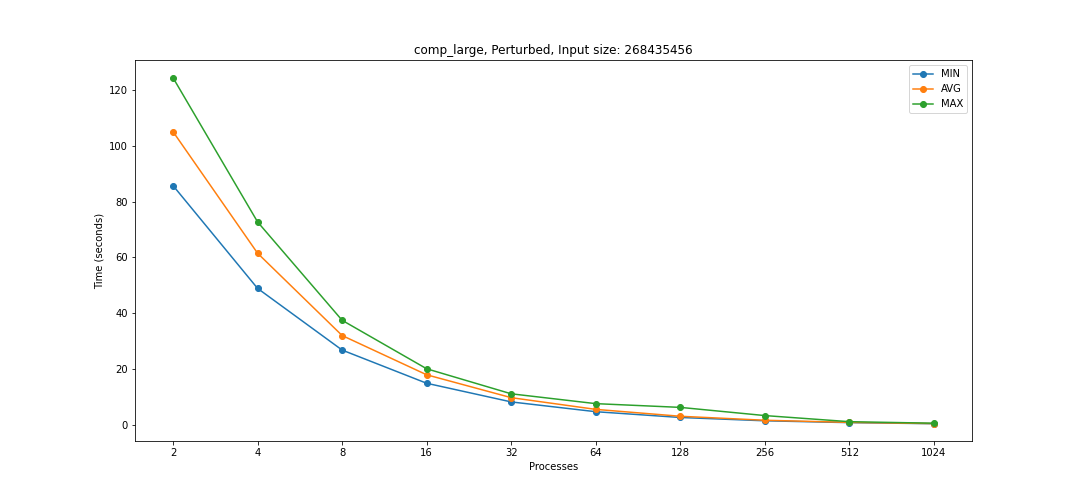 comp_large, Perturbed, Input size: 268435456
MIN
AVG
MAX
Time (seconds)
120
100
80
60
40
20
0
2 4 8 16 32 64 128 256 512 1024
Processes